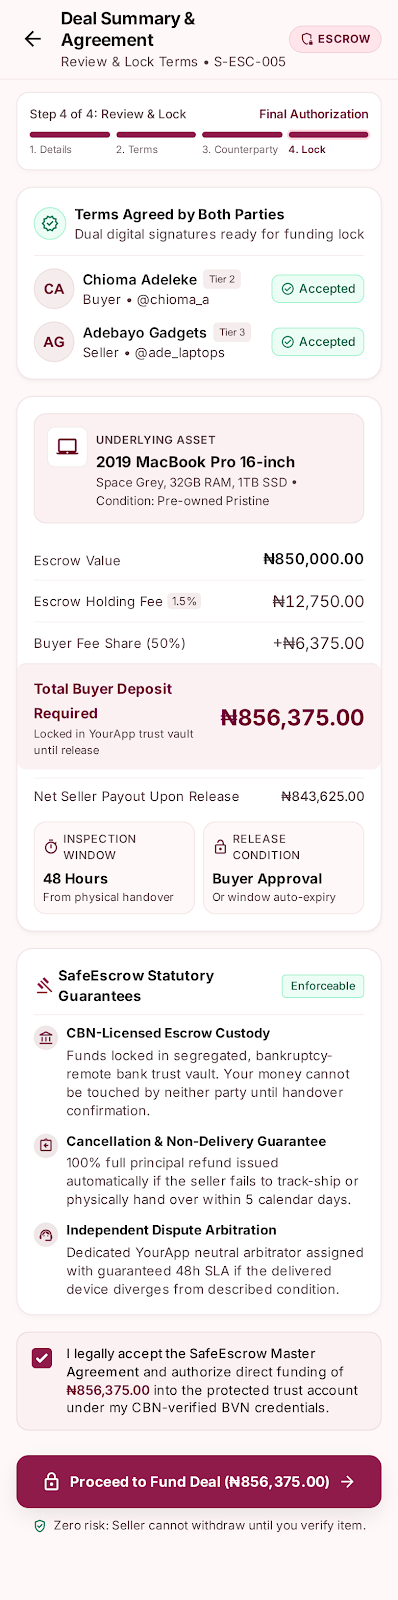 Deal Summary &
Agreement
Review & Lock Terms • S-ESC-005
ESCROW
Step 4 of 4: Review & Lock
Final Authorization
1. Details
2. Terms
3. Counterparty
4. Lock
Terms Agreed by Both Parties
Dual digital signatures ready for funding lock
CA
Chioma Adeleke
Tier 2
Buyer • @chioma_a
Accepted
AG
Adebayo Gadgets
Tier 3
Seller • @ade_laptops
Accepted
UNDERLYING ASSET
2019 MacBook Pro 16-inch
Space Grey, 32GB RAM, 1TB SSD •
Condition: Pre-owned Pristine
Escrow Value
₦850,000.00
Escrow Holding Fee
1.5%
₦12,750.00
Buyer Fee Share (50%)
+₦6,375.00
Total Buyer Deposit
Required
Locked in YourApp trust vault
until release
₦856,375.00
Net Seller Payout Upon Release
₦843,625.00
INSPECTION
WINDOW
48 Hours
From physical handover
RELEASE
CONDITION
Buyer Approval
Or window auto-expiry
SafeEscrow Statutory
Guarantees
Enforceable
CBN-Licensed Escrow Custody
Funds locked in segregated, bankruptcy-
remote bank trust vault. Your money cannot
be touched by neither party until handover
confirmation.
Cancellation & Non-Delivery Guarantee
100% full principal refund issued
automatically if the seller fails to track-ship or
physically hand over within 5 calendar days.
Independent Dispute Arbitration
Dedicated YourApp neutral arbitrator assigned
with guaranteed 48h SLA if the delivered
device diverges from described condition.
I legally accept the SafeEscrow Master
Agreement and authorize direct funding of
₦856,375.00 into the protected trust account
under my CBN-verified BVN credentials.
Proceed to Fund Deal (₦856,375.00)
Zero risk: Seller cannot withdraw until you verify item.